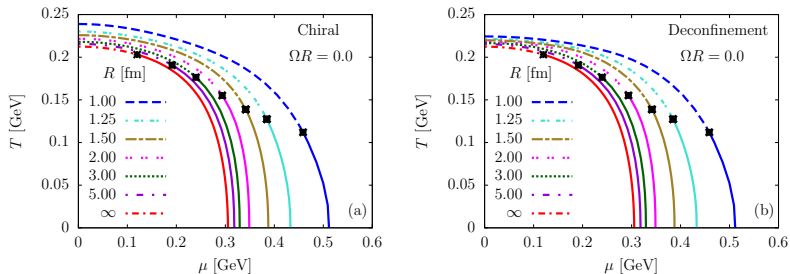 Chiral
ΩR = 0.0
R [fm]
1.00
1.25
1.50
2.00
3.00
5.00
∞
(a)
T [GeV]
0.25
0.2
0.15
0.1
0.05
0
0 0.1 0.2 0.3 0.4 0.5 0.6
μ [GeV]
Deconfinement
ΩR = 0.0
R [fm]
1.00
1.25
1.50
2.00
3.00
5.00
∞
(b)
T [GeV]
0.25
0.2
0.15
0.1
0.05
0
0 0.1 0.2 0.3 0.4 0.5 0.6
μ [GeV]